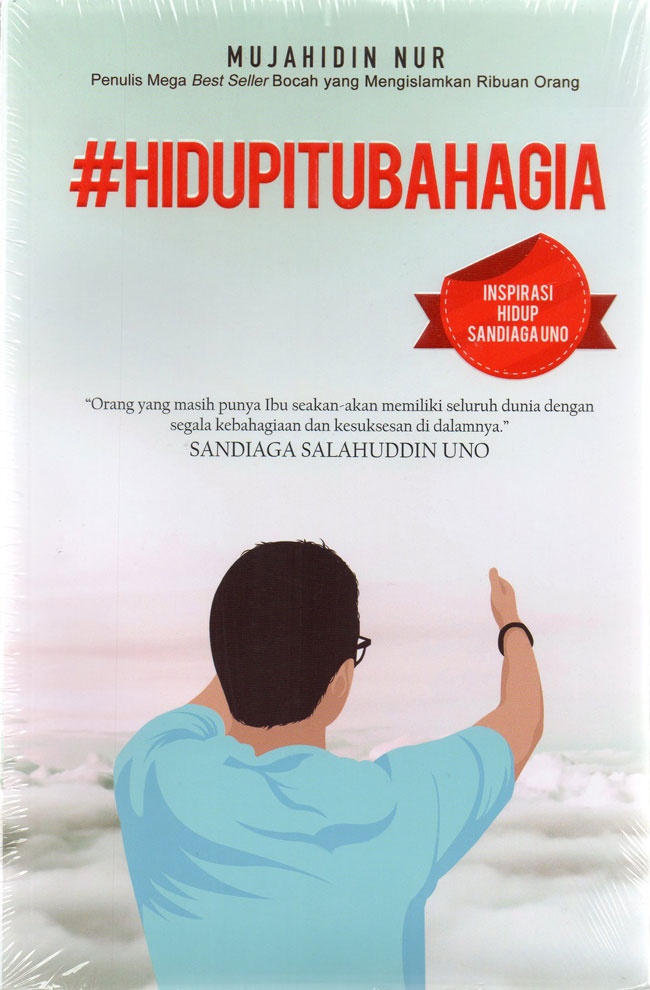 MUJAHIDIN NUR
Penulis Mega Best Seller Bocah yang Mengislamkan Ribuan Orang
#HIDUPITUBAHAGIA
INSPIRASI
HIDUP
SANDIAGA UNO
“Orang yang masih punya Ibu seakan-akan memiliki seluruh dunia dengan
segala kebahagiaan dan kesuksesan di dalamnya.”
SANDIAGA SALAHUDDIN UNO